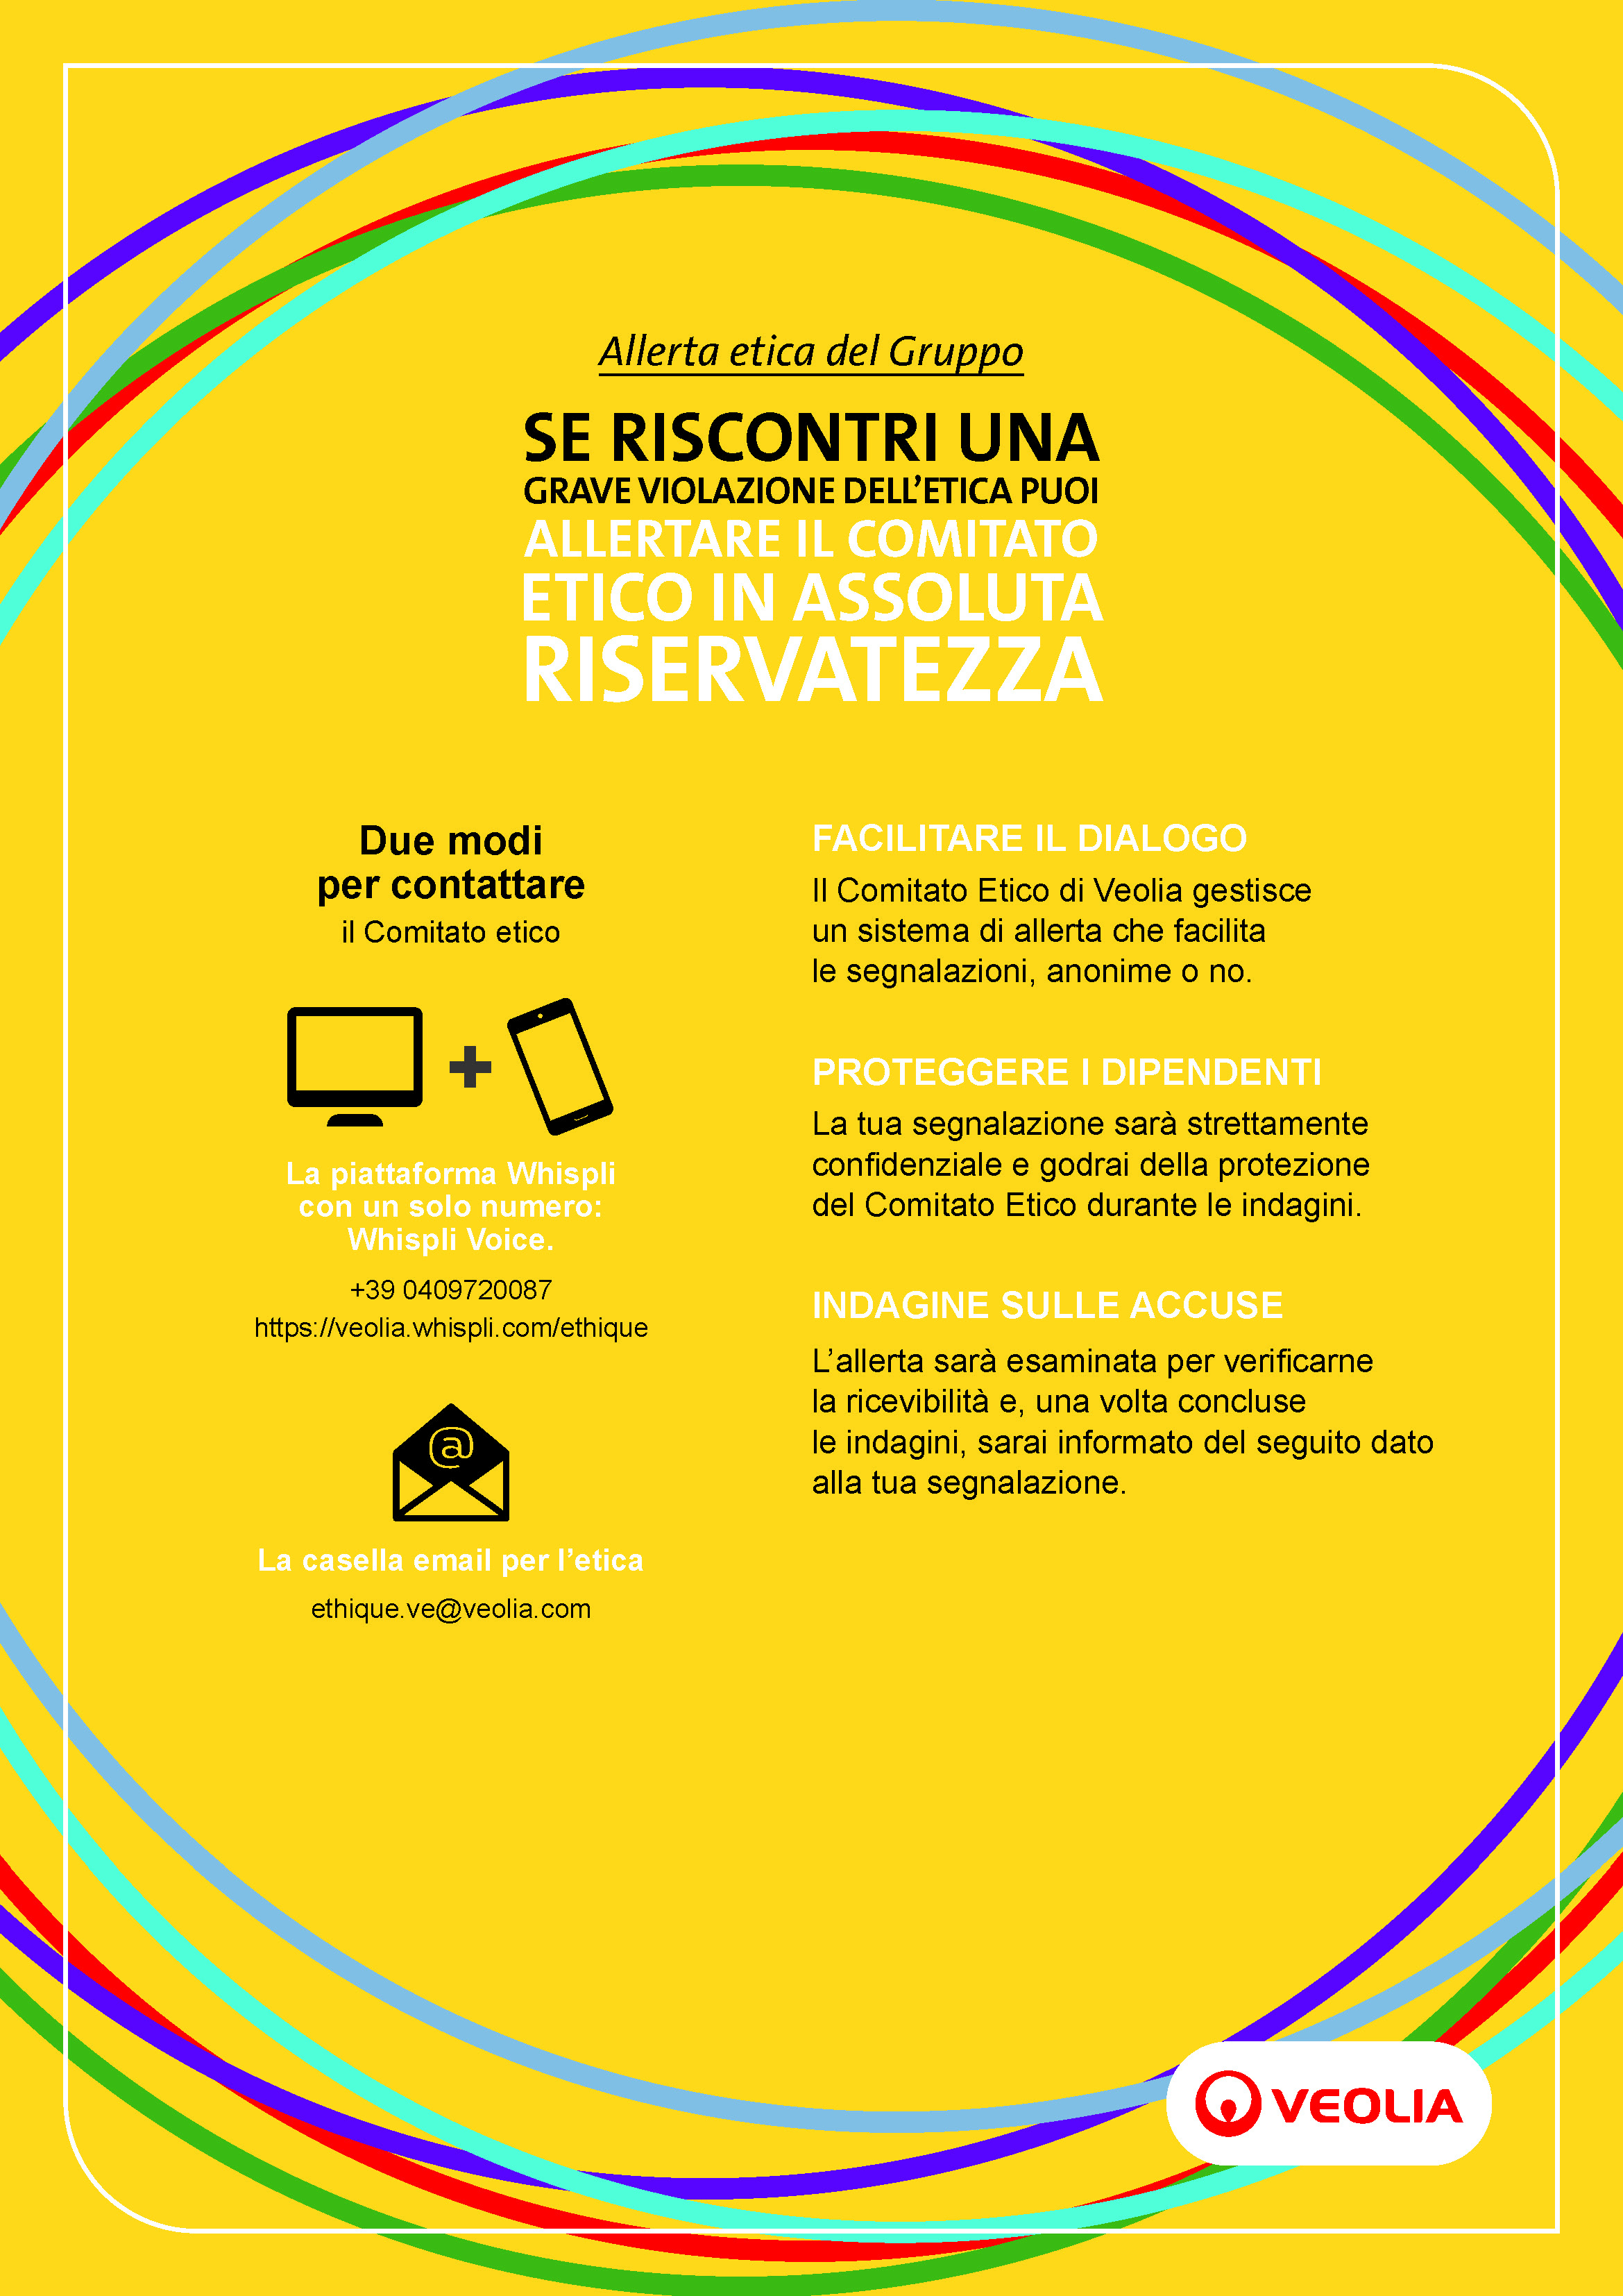 Allerta etica del Gruppo
SE RISCONTRI UNA
GRAVE VIOLAZIONE DELL’ETICA PUOI
ALLERTARE IL COMITATO
ETICO IN ASSOLUTA
RISERVATEZZA
Due modi
per contattare
il Comitato etico
La piattaforma Whispli
con un solo numero:
Whispli Voice.
+39 0409720087
https://veolia.whispli.com/ethique
@
La casella email per l’etica
ethique.ve@veolia.com
FACILITARE IL DIALOGO
Il Comitato Etico di Veolia gestisce
un sistema di allerta che facilita
le segnalazioni, anonime o no.
PROTEGGERE I DIPENDENTI
La tua segnalazione sarà strettamente
confidenziale e godrai della protezione
del Comitato Etico durante le indagini.
INDAGINE SULLE ACCUSE
L’allerta sarà esaminata per verificarne
la ricevibilità e, una volta concluse
le indagini, sarai informato del seguito dato
alla tua segnalazione.
VEOLIA